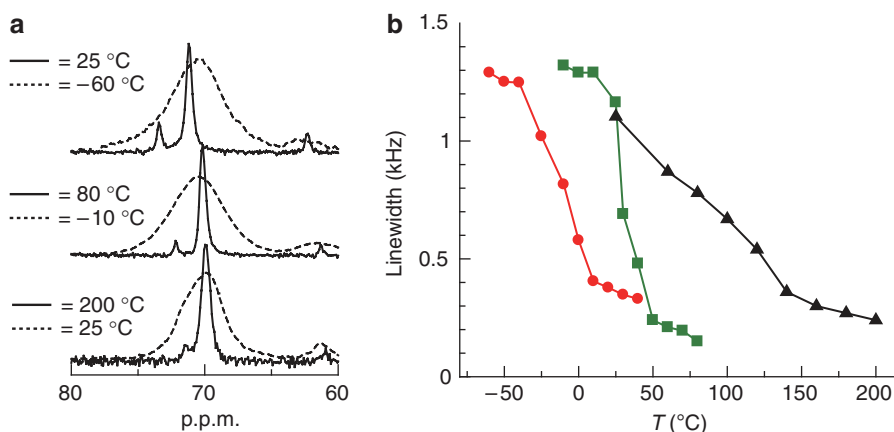 a
= 25 °C
= −60 °C
= 80 °C
= −10 °C
= 200 °C
= 25 °C
80 70 60
p.p.m.
b
Linewidth (kHz)
1.5
1
0.5
0
−50 0 50 100 150 200
T (°C)